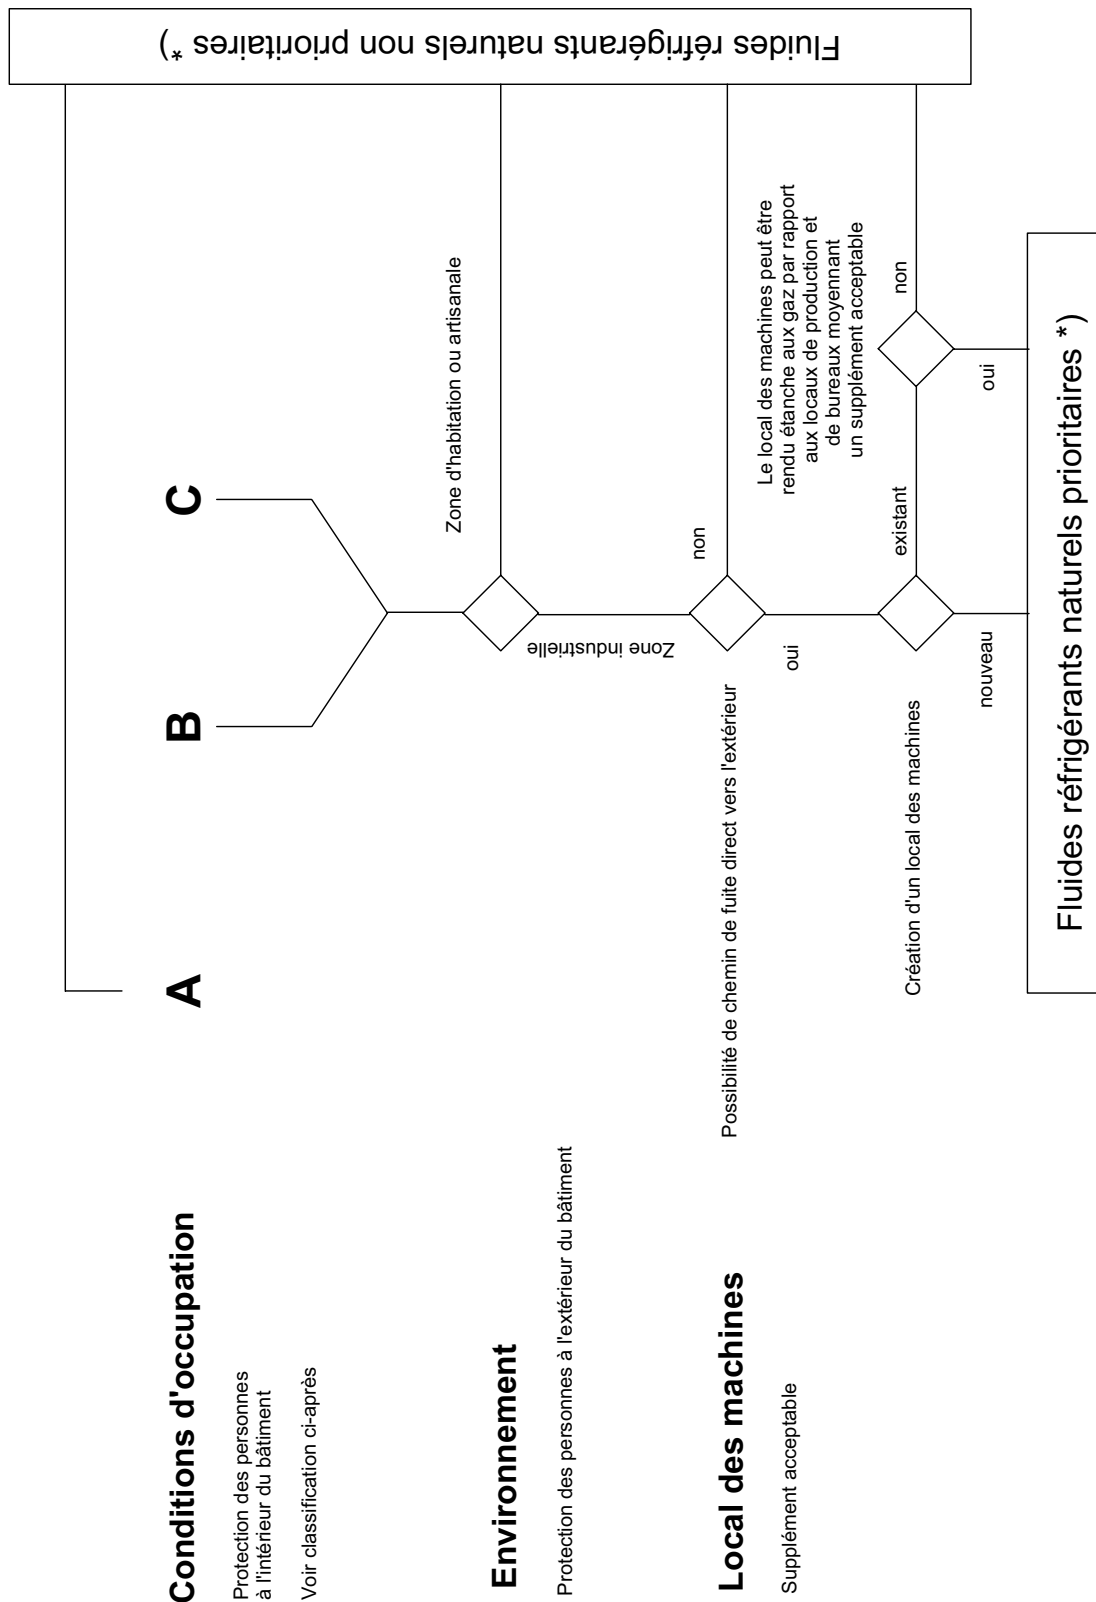 Conditions d'occupation
Protection des personnes
à l'intérieur du bâtiment
Voir classification ci-après
A
B
C
Fluides réfrigérants naturels non prioritaires *)
Environnement
Protection des personnes à l'extérieur du bâtiment
Zone d'habitation ou artisanale
Zone industrielle
Local des machines
Supplément acceptable
Possibilité de chemin de fuite direct vers l'extérieur
non
oui
Le local des machines peut être
rendu étanche aux gaz par rapport
aux locaux de production et
de bureaux moyennant
un supplément acceptable
Création d'un local des machines
existant
non
nouveau
oui
Fluides réfrigérants naturels prioritaires *)